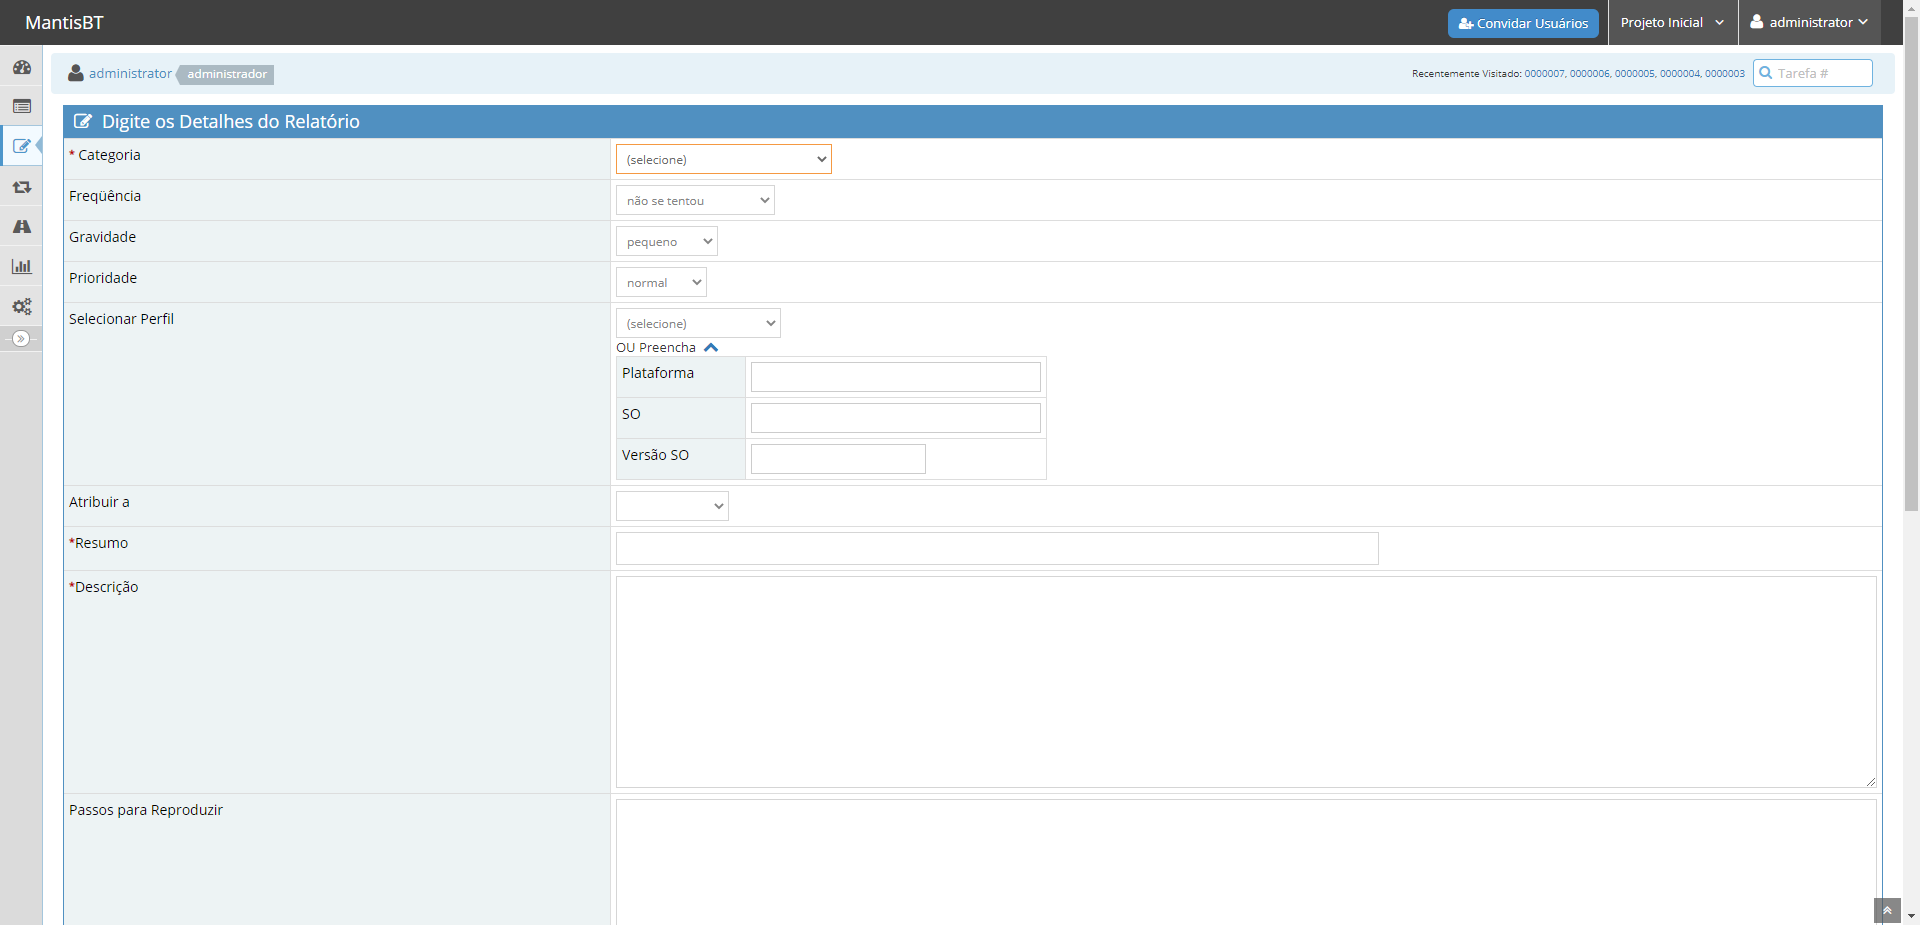 MantisBT
Convidar Usuários
Projeto Inicial
administrator
administrator
administrador
Recentemente Visitado: 0000007, 0000006, 0000005, 0000004, 0000003
Tarefa #
Digite os Detalhes do Relatório
* Categoria
(selecione)
Freqüência
não se tentou
Gravidade
pequeno
Prioridade
normal
Selecionar Perfil
(selecione)
OU Preencha
Plataforma
SO
Versão SO
Atribuir a
*Resumo
*Descrição
Passos para Reproduzir